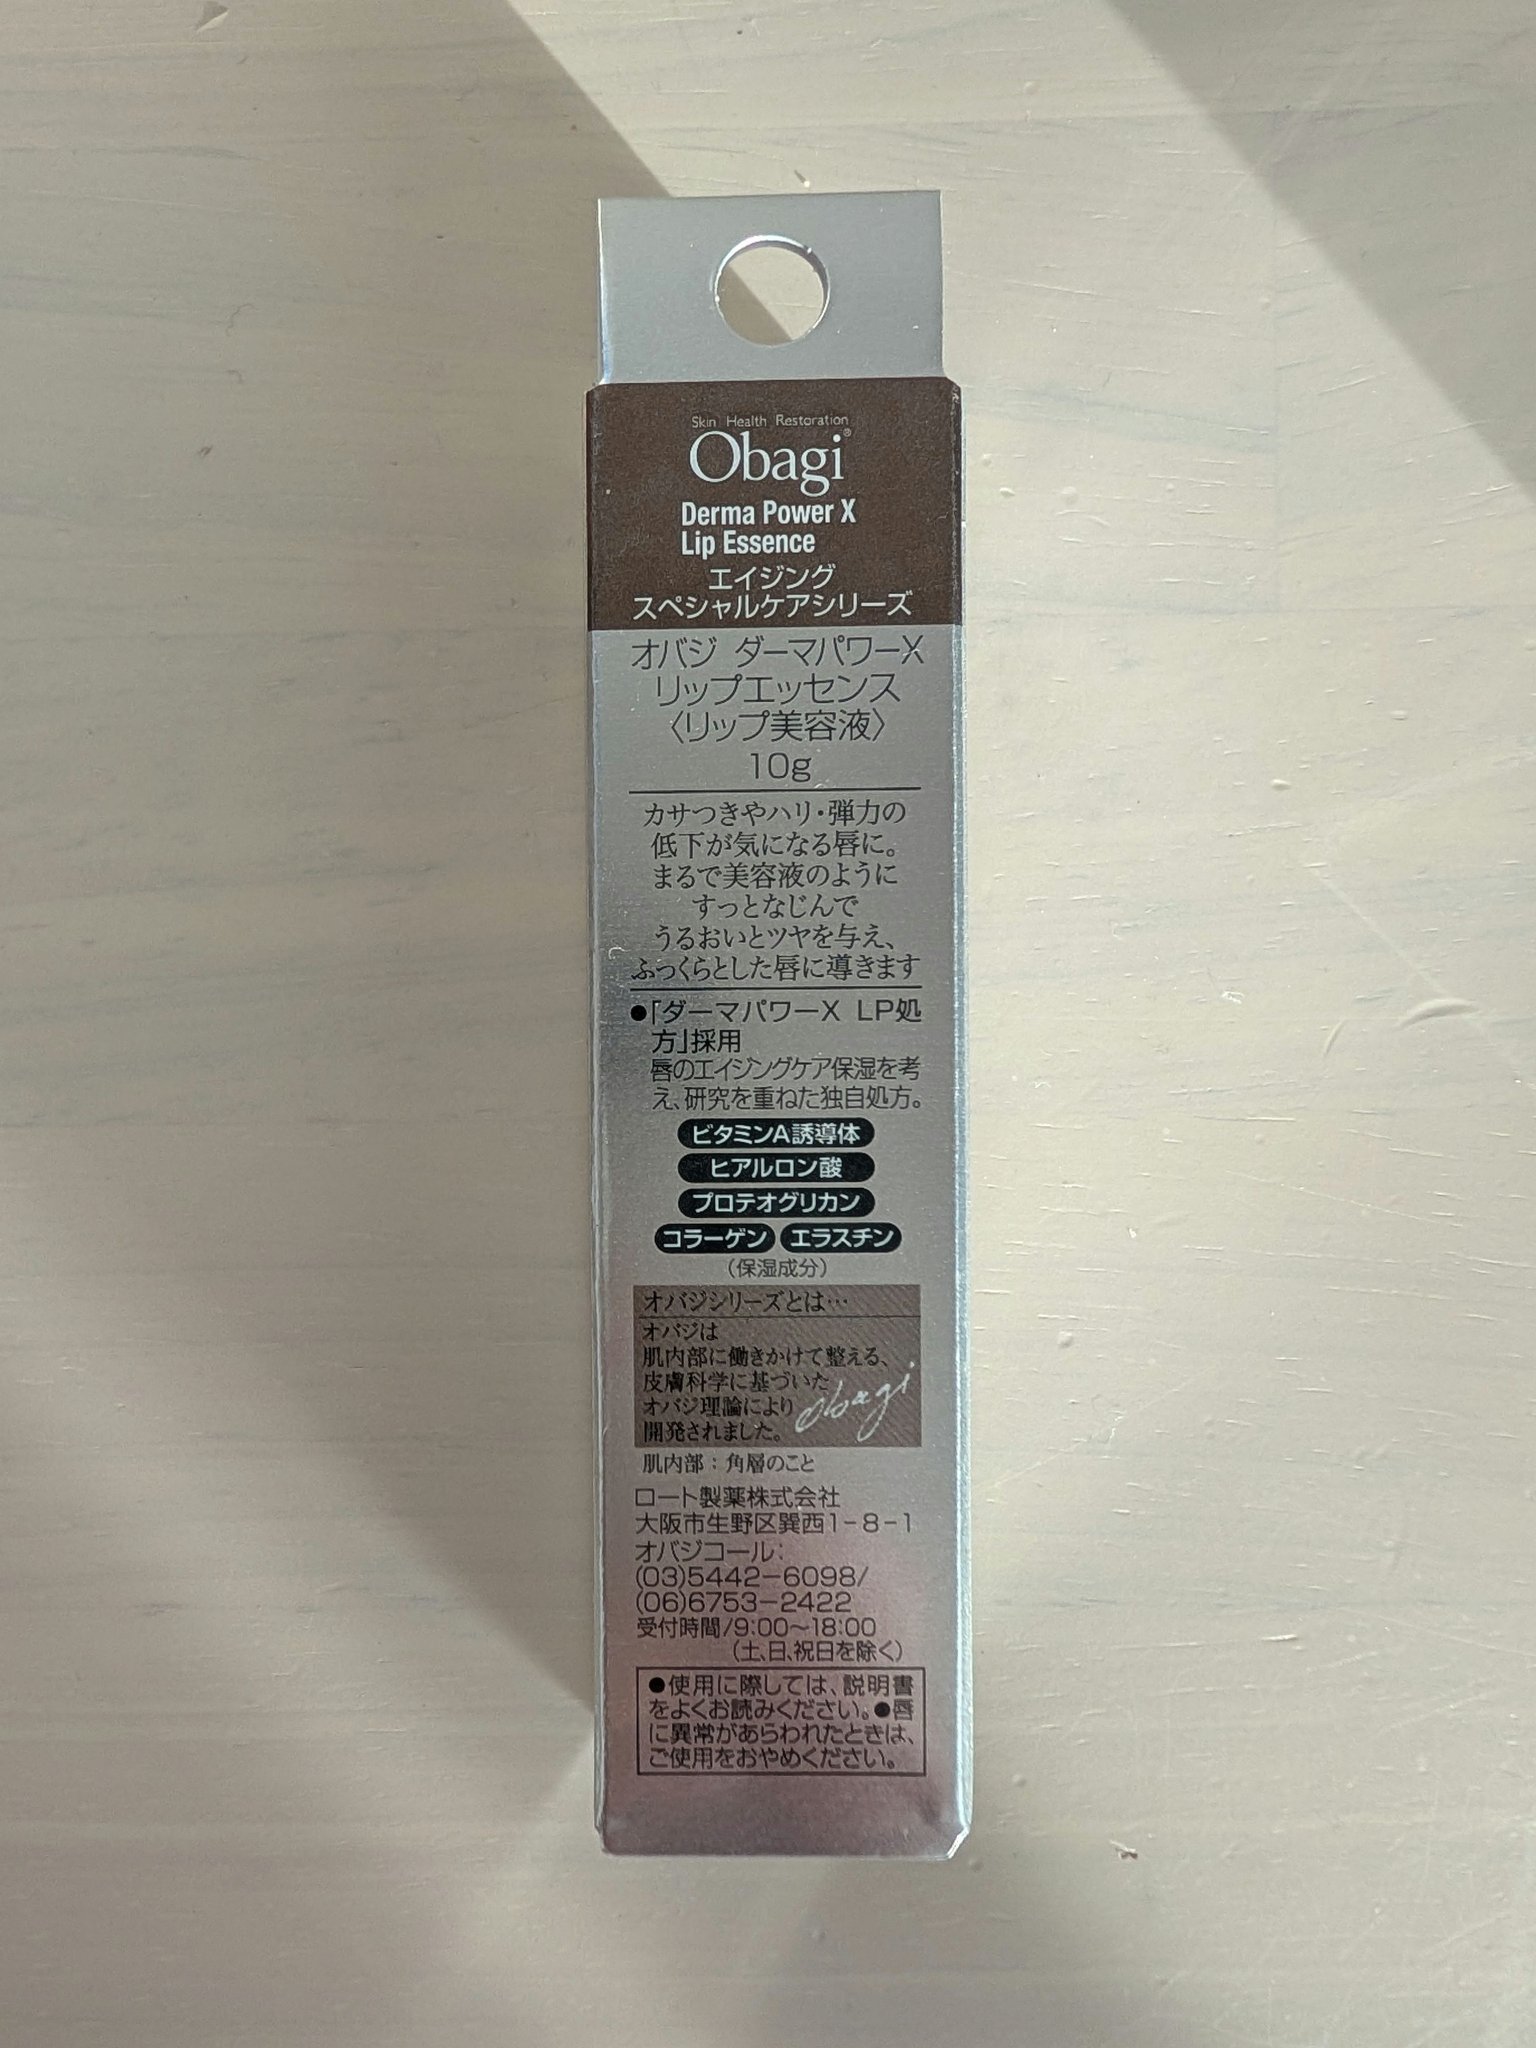 Skin Health Restoration
Obagi®
Derma Power X
Lip Essence
エイジング
スペシャルケアシリーズ
オバジ ダーマパワーX
リップエッセンス
〈リップ美容液〉
10g
カサつきやハリ・弾力の
低下が気になる唇に。
まるで美容液のように
すっとなじんで
うるおいとツヤを与え、
ふっくらとした唇に導きます
●「ダーマパワーX LP処
方」採用
唇のエイジングケア保湿を考
え、研究を重ねた独自処方。
ビタミンA誘導体
ヒアルロン酸
プロテオグリカン
コラーゲン エラスチン
(保湿成分)
オバジシリーズとは…
オバジは
肌内部に働きかけて整える、
皮膚科学に基づいた
オバジ理論により
開発されました。
Obagi
肌内部：角層のこと
ロート製薬株式会社
大阪市生野区巽西1-8-1
オバジコール:
(03)5442-6098/
(06)6753-2422
受付時間/9:00〜18:00
(土、日、祝日を除く)
●使用に際しては、説明書
をよくお読みください。●唇
に異常があらわれたときは、
ご使用をおやめください。